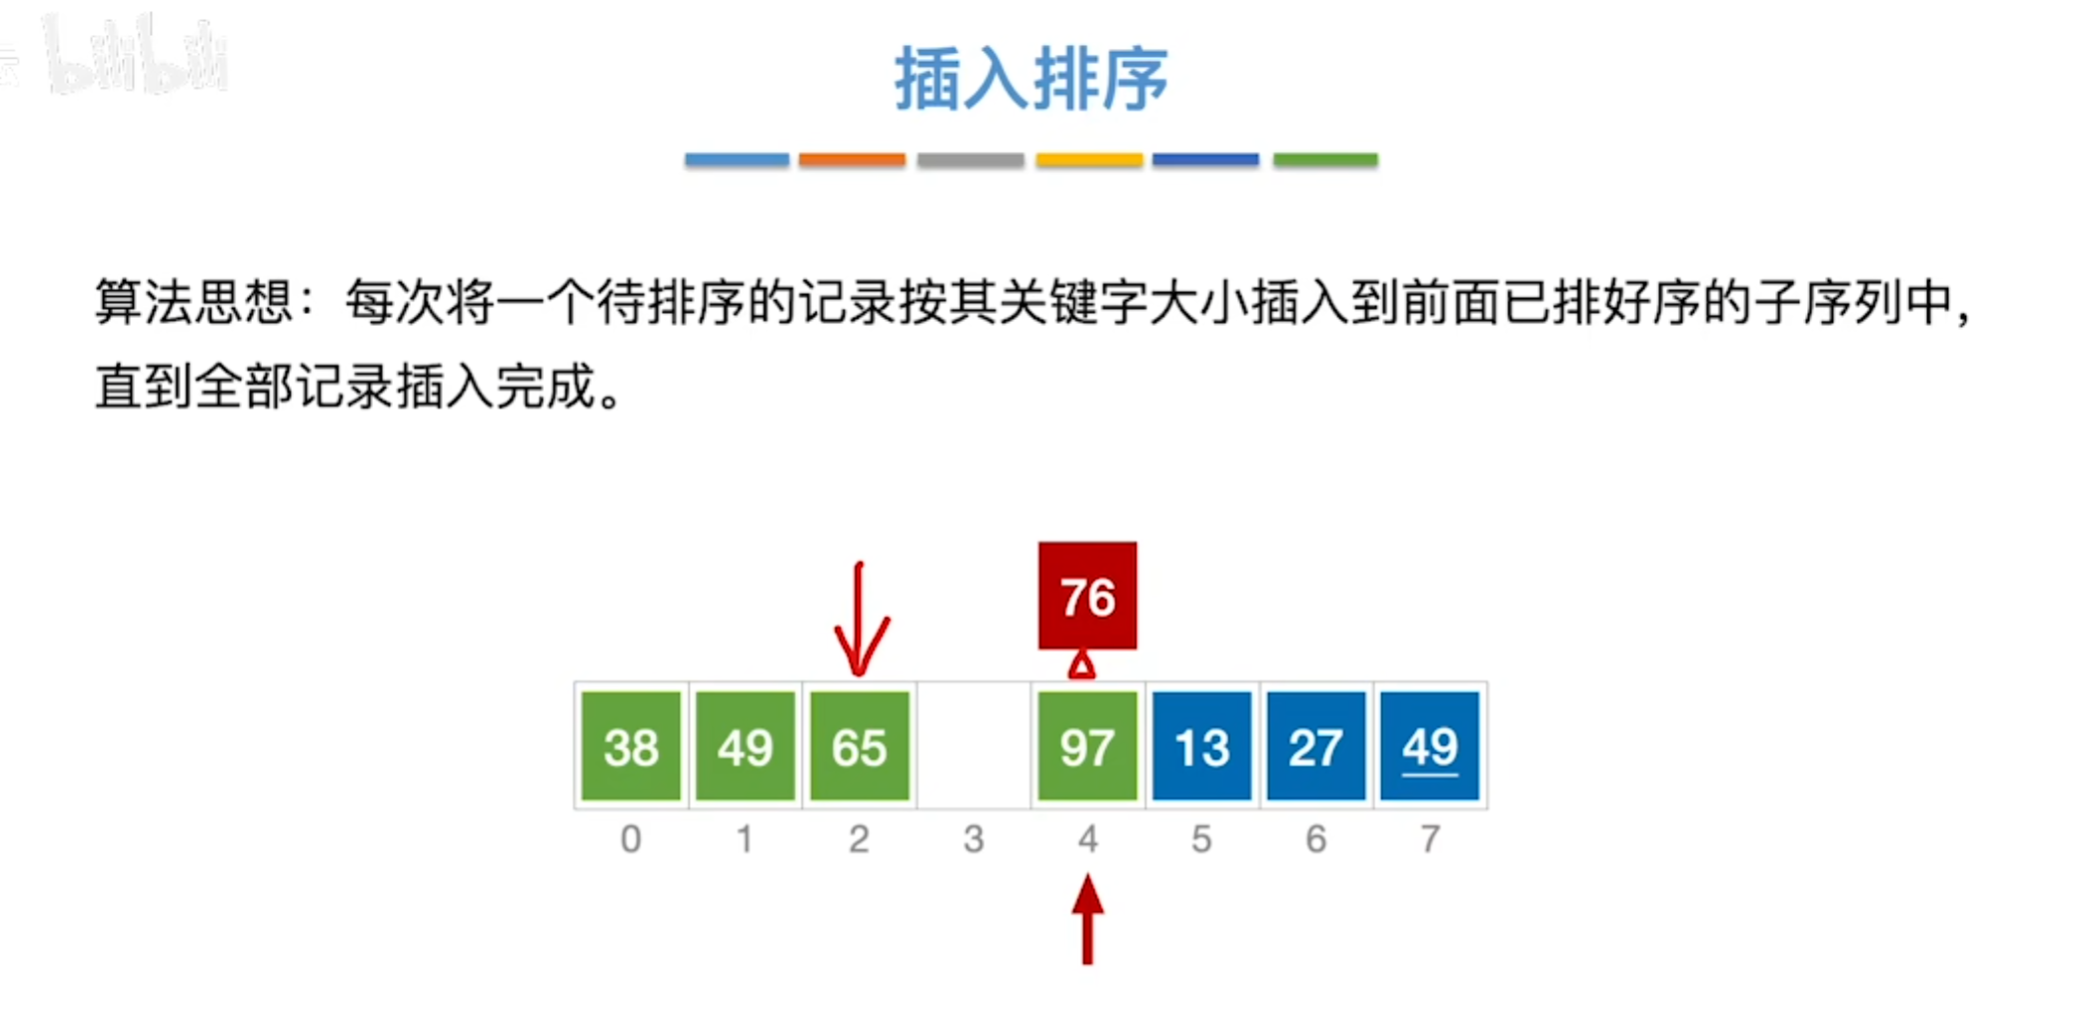 bilibili
插入排序
算法思想：每次将一个待排序的记录按其关键字大小插入到前面已排好序的子序列中，
直到全部记录插入完成。
76
38 49 65 97 13 27 49
0 1 2 3 4 5 6 7